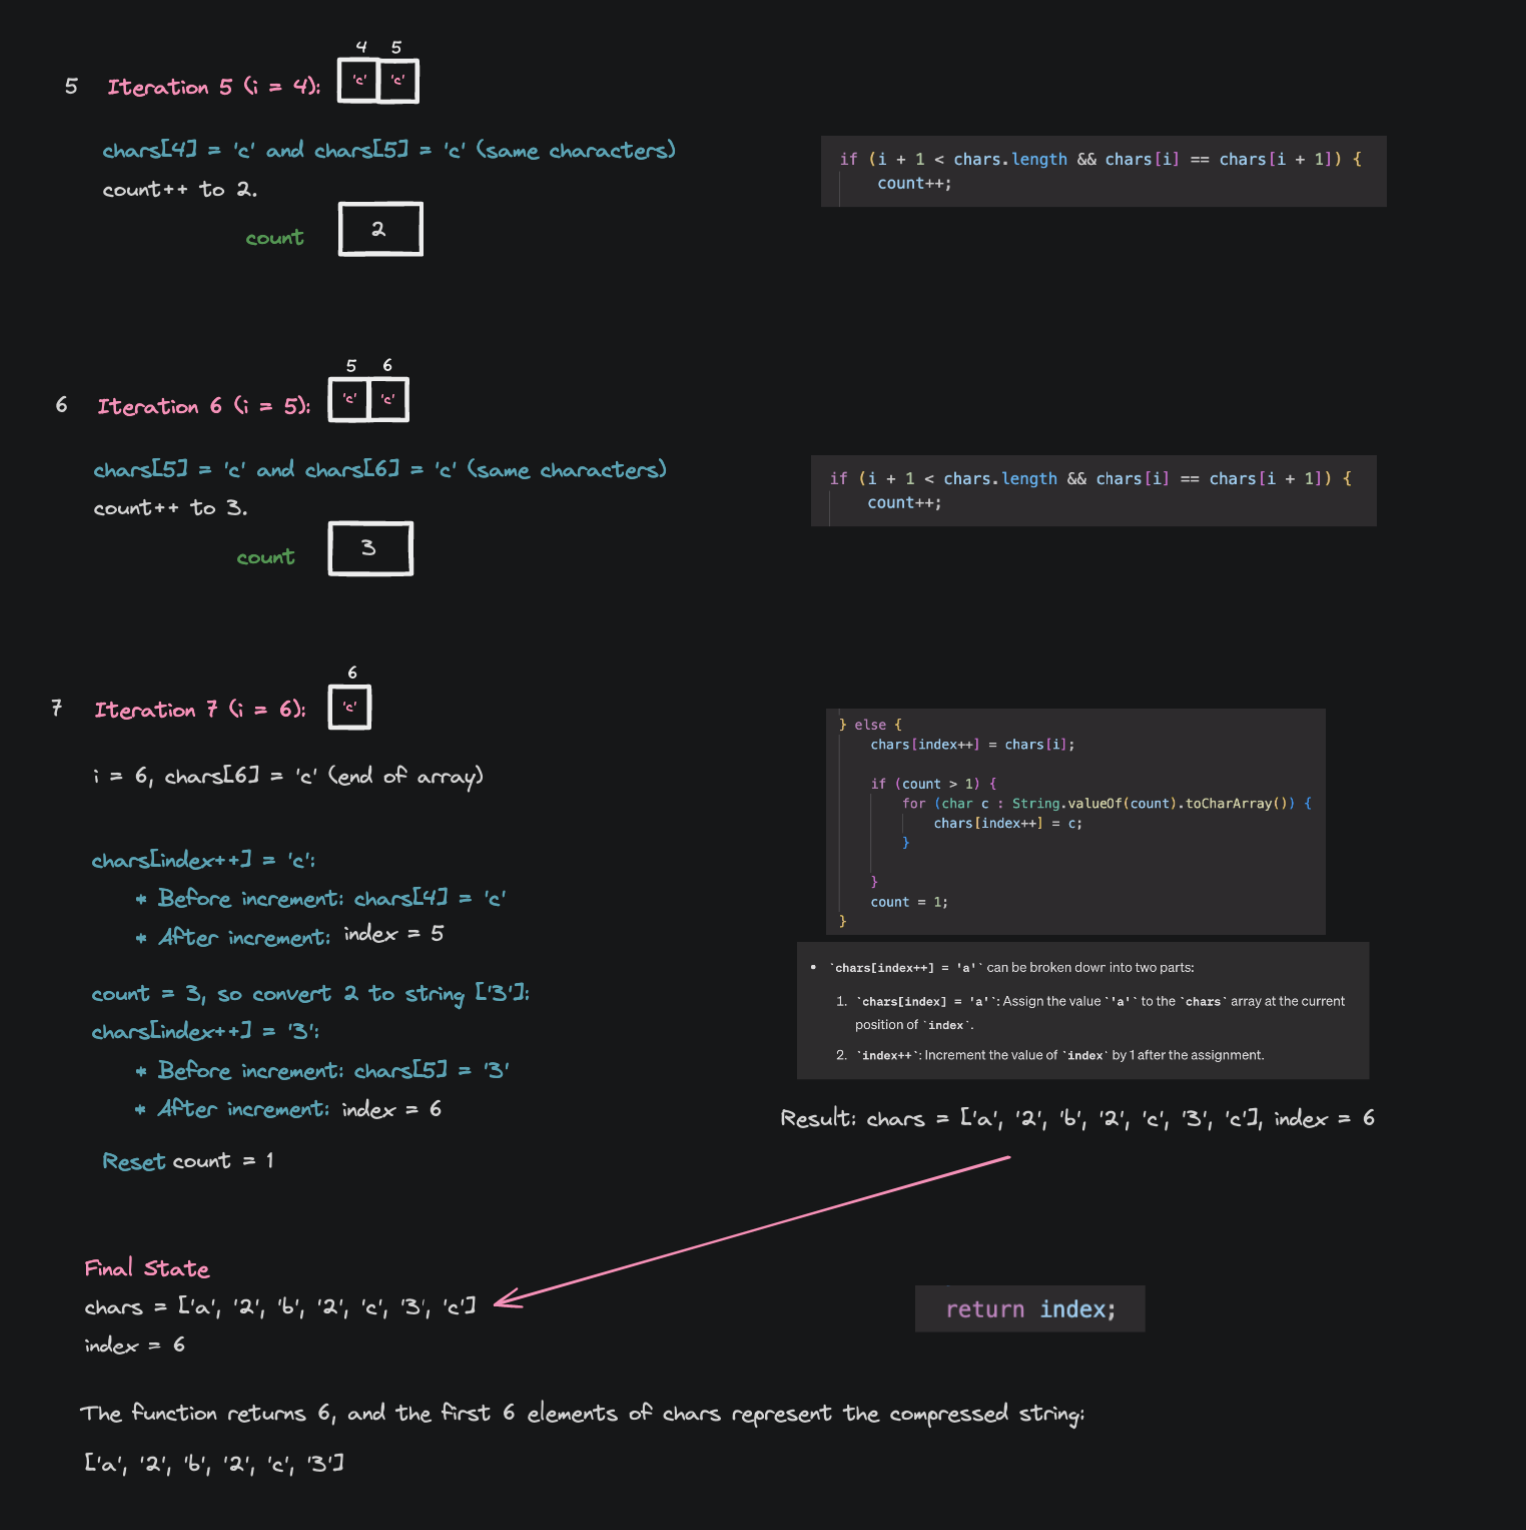 4 5
5 Iteration 5 (i = 4): 'c' 'c'
chars[4] = 'c' and chars[5] = 'c' (same characters)
count++ to 2.
count 2
if (i + 1 < chars.length && chars[i] == chars[i + 1]) {
count++;
5 6
6 Iteration 6 (i = 5): 'c' 'c'
chars[5] = 'c' and chars[6] = 'c' (same characters)
count++ to 3.
count 3
if (i + 1 < chars.length && chars[i] == chars[i + 1]) {
count++;
6
7 Iteration 7 (i = 6): 'c'
i = 6, chars[6] = 'c' (end of array)
chars[index++] = 'c':
* Before increment: chars[4] = 'c'
* After increment: index = 5
count = 3, so convert 2 to string ['3']:
chars[index++] = '3':
* Before increment: chars[5] = '3'
* After increment: index = 6
Reset count = 1
} else {
chars[index++] = chars[i];
if (count > 1) {
for (char c : String.valueOf(count).toCharArray()) {
chars[index++] = c;
}
}
count = 1;
}
• `chars[index++] = 'a'` can be broken down into two parts:
1. `chars[index] = 'a'`: Assign the value `'a'` to the `chars` array at the current
position of `index`.
2. `index++`: Increment the value of `index` by 1 after the assignment.
Result: chars = ['a', '2', 'b', '2', 'c', '3', 'c'], index = 6
Final State
chars = ['a', '2', 'b', '2', 'c', '3', 'c']
index = 6
return index;
The function returns 6, and the first 6 elements of chars represent the compressed string:
['a', '2', 'b', '2', 'c', '3']